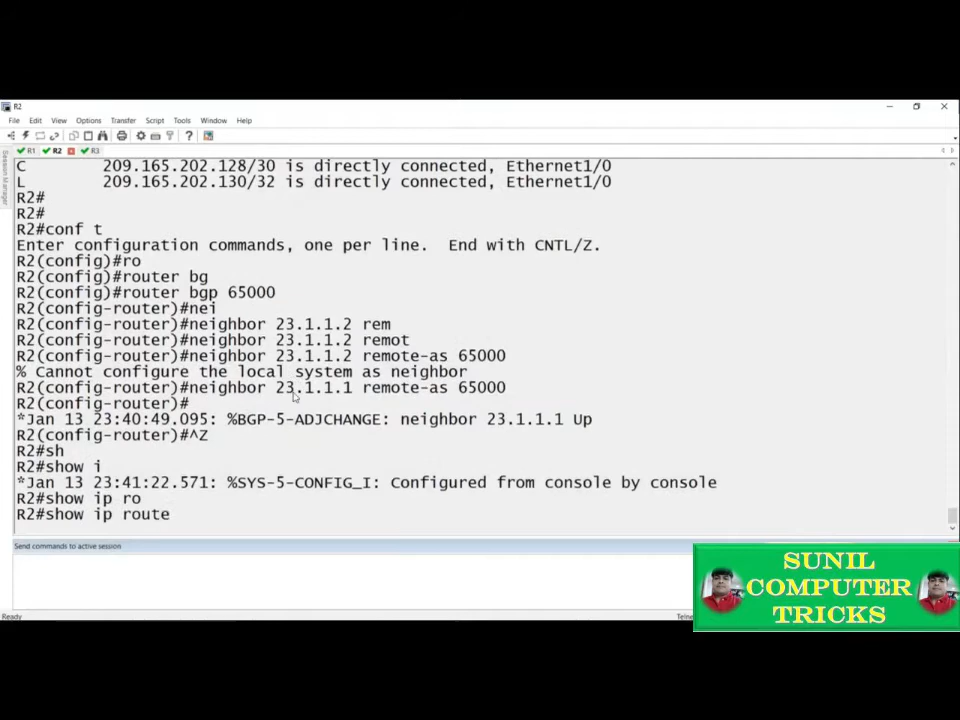 R2
File Edit View Options Transfer Script Tools Window Help
R1 R2 R3
Session Manager
C 209.165.202.128/30 is directly connected, Ethernet1/0
L 209.165.202.130/32 is directly connected, Ethernet1/0
R2#
R2#
R2#conf t
Enter configuration commands, one per line. End with CNTL/Z.
R2(config)#ro
R2(config)#router bg
R2(config)#router bgp 65000
R2(config-router)#nei
R2(config-router)#neighbor 23.1.1.2 rem
R2(config-router)#neighbor 23.1.1.2 remot
R2(config-router)#neighbor 23.1.1.2 remote-as 65000
% Cannot configure the local system as neighbor
R2(config-router)#neighbor 23.1.1.1 remote-as 65000
R2(config-router)#
*Jan 13 23:40:49.095: %BGP-5-ADJCHANGE: neighbor 23.1.1.1 Up
R2(config-router)#^Z
R2#sh
R2#show i
*Jan 13 23:41:22.571: %SYS-5-CONFIG_I: Configured from console by console
R2#show ip ro
R2#show ip route
Send commands to active session
Ready
Telne
SUNIL
COMPUTER
TRICKS